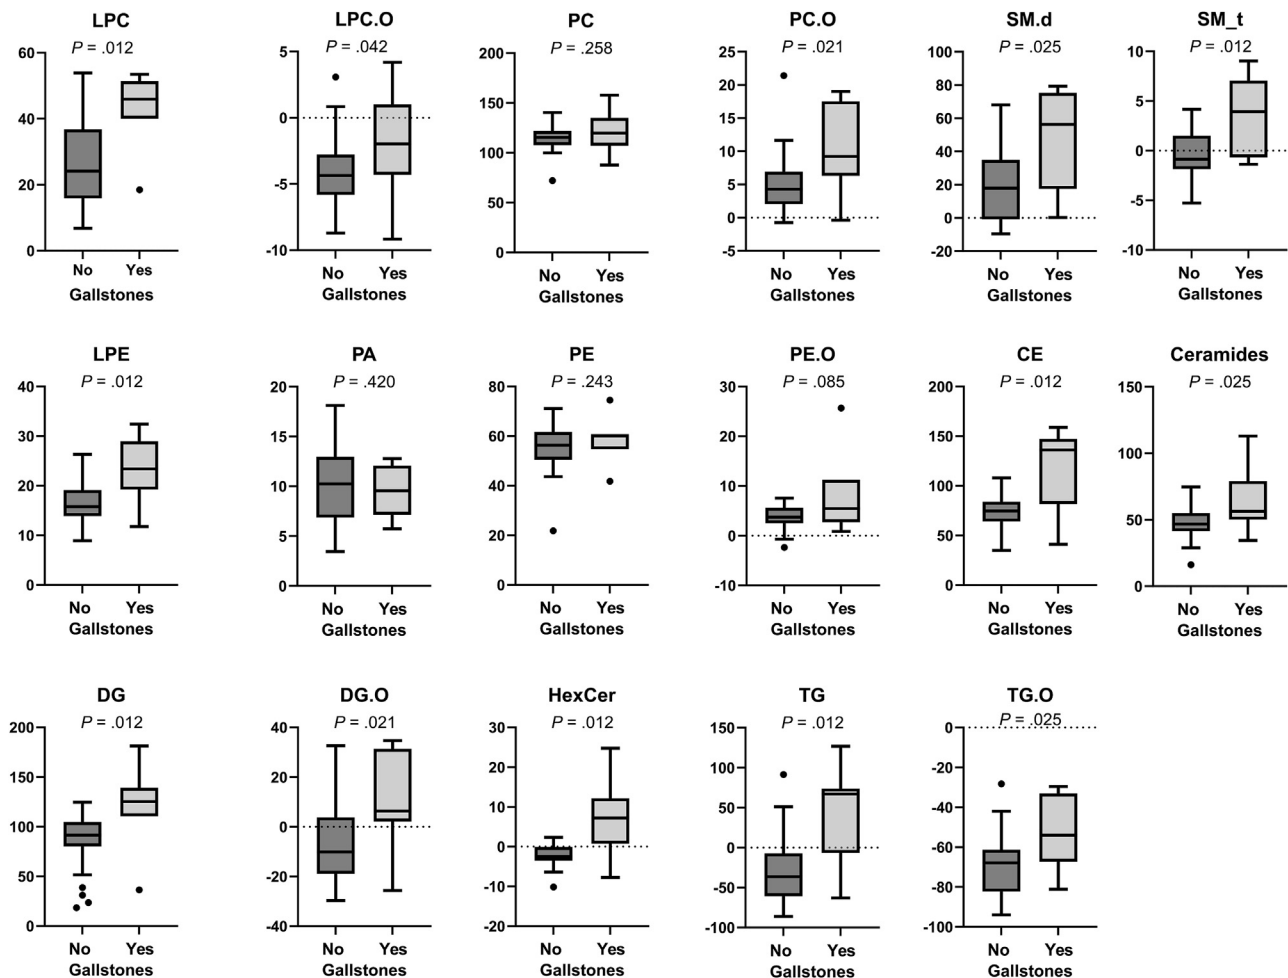 LPC
P = .012
60
40
20
0
No Yes
Gallstones
LPC.O
P = .042
5
0
-5
-10
No Yes
Gallstones
PC
P = .258
200
150
100
50
0
No Yes
Gallstones
PC.O
P = .021
25
20
15
10
5
0
-5
No Yes
Gallstones
SM.d
P = .025
100
80
60
40
20
0
-20
No Yes
Gallstones
SM_t
P = .012
10
5
0
-5
-10
No Yes
Gallstones
LPE
P = .012
40
30
20
10
0
No Yes
Gallstones
PA
P = .420
20
15
10
5
0
No Yes
Gallstones
PE
P = .243
80
60
40
20
0
No Yes
Gallstones
PE.O
P = .085
30
20
10
0
-10
No Yes
Gallstones
CE
P = .012
200
150
100
50
0
No Yes
Gallstones
Ceramides
P = .025
150
100
50
0
No Yes
Gallstones
DG
P = .012
200
150
100
50
0
No Yes
Gallstones
DG.O
P = .021
40
20
0
-20
-40
No Yes
Gallstones
HexCer
P = .012
30
20
10
0
-10
-20
No Yes
Gallstones
TG
P = .012
150
100
50
0
-50
-100
No Yes
Gallstones
TG.O
P = .025
0
-20
-40
-60
-80
-100
No Yes
Gallstones